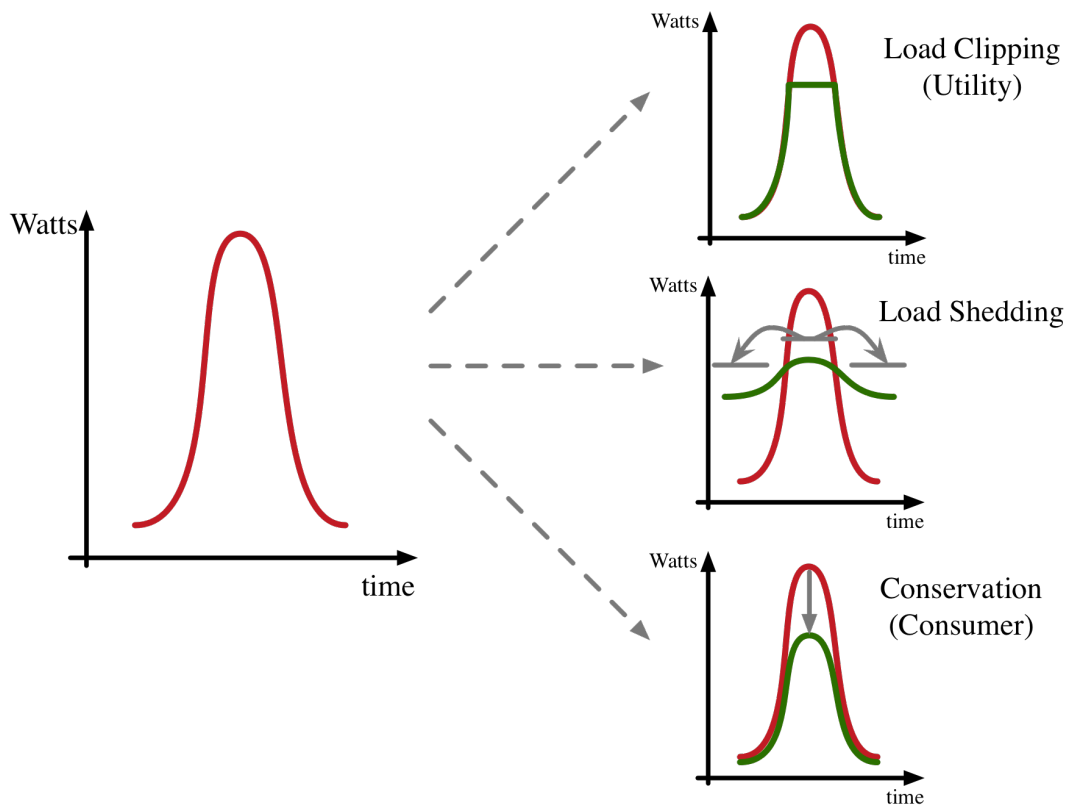 Watts
time
Watts
Load Clipping
(Utility)
time
Watts
Load Shedding
time
Watts
Conservation
(Consumer)
time